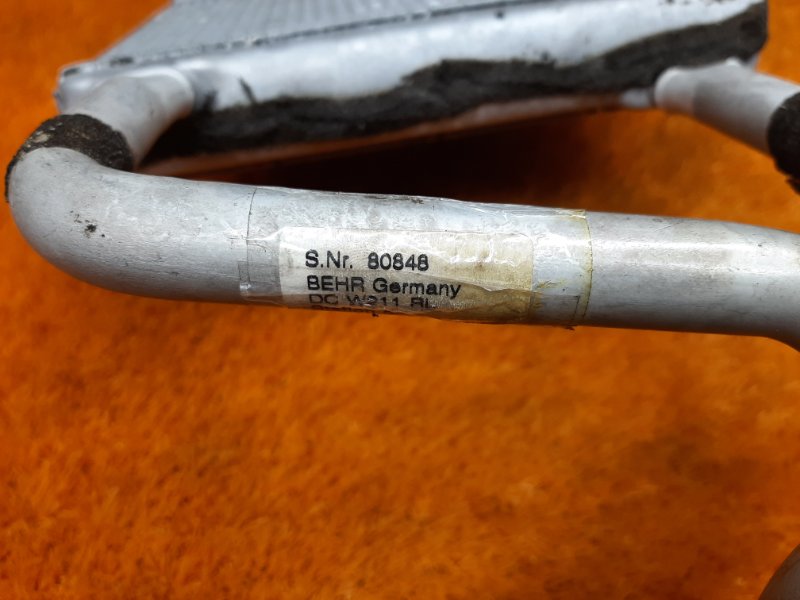 S.Nr. 80848
BEHR Germany
DC W211 RL